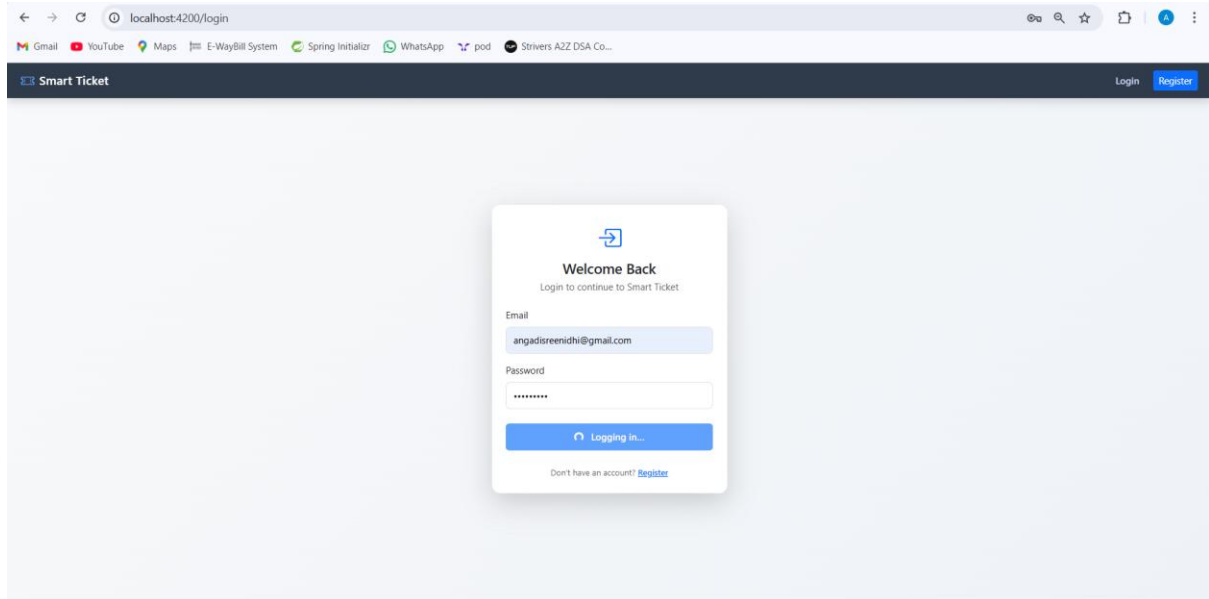 localhost:4200/login
A
Gmail YouTube Maps E-WayBill System Spring Initializr WhatsApp pod Strivers A2Z DSA Co...
Smart Ticket Login Register
Welcome Back
Login to continue to Smart Ticket
Email
angadisreenidhi@gmail.com
Password
•••••••••
Logging in...
Don't have an account? Register